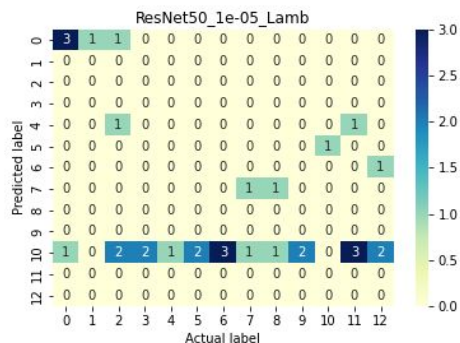 ResNet50_1e-05_Lamb
Predicted label
0 3 1 1 0 0 0 0 0 0 0 0 0 0
1 0 0 0 0 0 0 0 0 0 0 0 0 0
2 0 0 0 0 0 0 0 0 0 0 0 0 0
3 0 0 0 0 0 0 0 0 0 0 0 0 0
4 0 0 1 0 0 0 0 0 0 0 0 1 0
5 0 0 0 0 0 0 0 0 0 0 1 0 0
6 0 0 0 0 0 0 0 0 0 0 0 0 1
7 0 0 0 0 0 0 0 1 1 0 0 0 0
8 0 0 0 0 0 0 0 0 0 0 0 0 0
9 0 0 0 0 0 0 0 0 0 0 0 0 0
10 1 0 2 2 1 2 3 1 1 2 0 3 2
11 0 0 0 0 0 0 0 0 0 0 0 0 0
12 0 0 0 0 0 0 0 0 0 0 0 0 0
0 1 2 3 4 5 6 7 8 9 10 11 12
Actual label
3.0
2.5
2.0
1.5
1.0
0.5
0.0